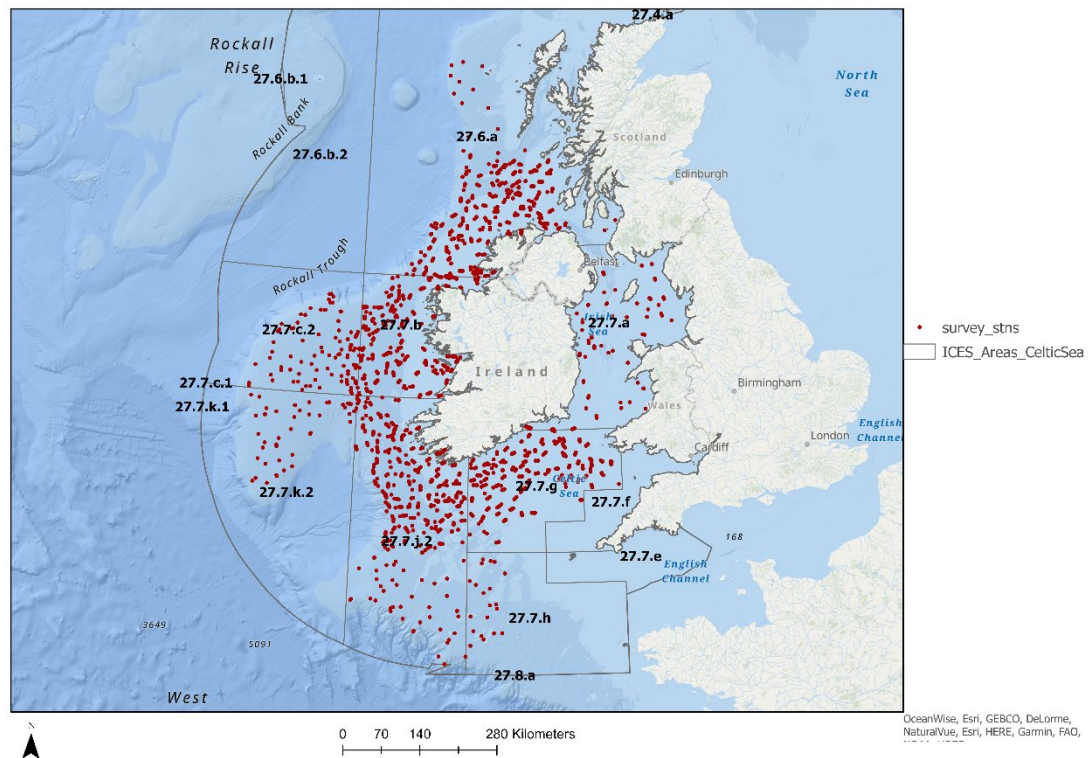 27.4.a
Rockall
Rise
27.6.b.1
North
Sea
Rockall Bank
27.6.a
Scotland
27.6.b.2
Edinburgh
Rockall Trough
Belfast
27.7.c.2
27.7.b
Irish
Sea
27.7.a
survey_stns
ICES_Areas_CelticSea
Ireland
27.7.c.1
Birmingham
27.7.k.1
Wales
English
Channel
London
Cardiff
27.7.k.2
27.7.g
Celtic
Sea
27.7.f
27.7.j.2
168
27.7.e
English
Channel
3649
27.7.h
5091
27.8.a
West
N
0 70 140 280 Kilometers
OceanWise, Esri, GEBCO, DeLorme,
NaturalVue, Esri, HERE, Garmin, FAO,